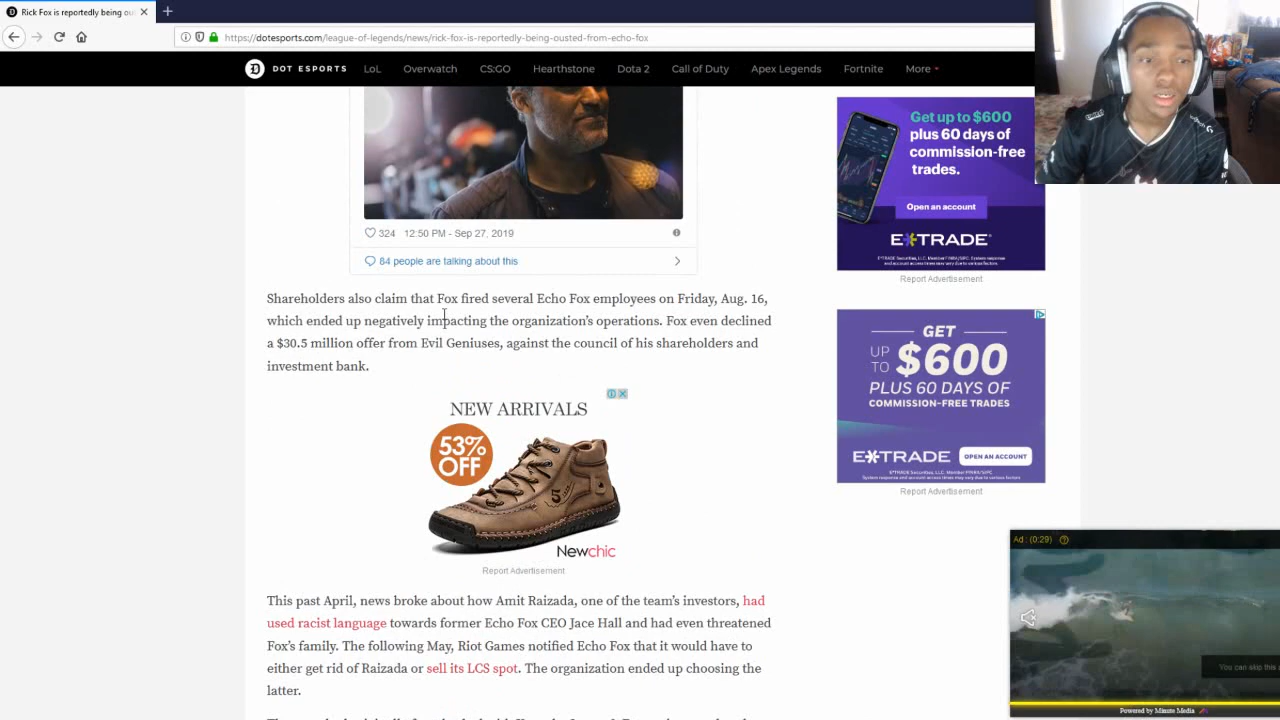 Rick Fox is reportedly being ou
https://dotesports.com/league-of-legends/news/rick-fox-is-reportedly-being-ousted-from-echo-fox
DOT ESPORTS LoL Overwatch CS:GO Hearthstone Dota 2 Call of Duty Apex Legends Fortnite More
324 12:50 PM - Sep 27, 2019
84 people are talking about this
Shareholders also claim that Fox fired several Echo Fox employees on Friday, Aug. 16,
which ended up negatively impacting the organization's operations. Fox even declined
a $30.5 million offer from Evil Geniuses, against the council of his shareholders and
investment bank.
NEW ARRIVALS
53%
OFF
5
Newchic
Report Advertisement
This past April, news broke about how Amit Raizada, one of the team's investors, had
used racist language towards former Echo Fox CEO Jace Hall and had even threatened
Fox's family. The following May, Riot Games notified Echo Fox that it would have to
either get rid of Raizada or sell its LCS spot. The organization ended up choosing the
latter.
Get up to $600
plus 60 days of
commission-free
trades.
Open an account
E*TRADE
Report Advertisement
GET
UP TO $600
PLUS 60 DAYS OF
COMMISSION-FREE TRADES
E*TRADE OPEN AN ACCOUNT
Report Advertisement
Ad : (0:29)
You can skip this
Powered by Minute Media